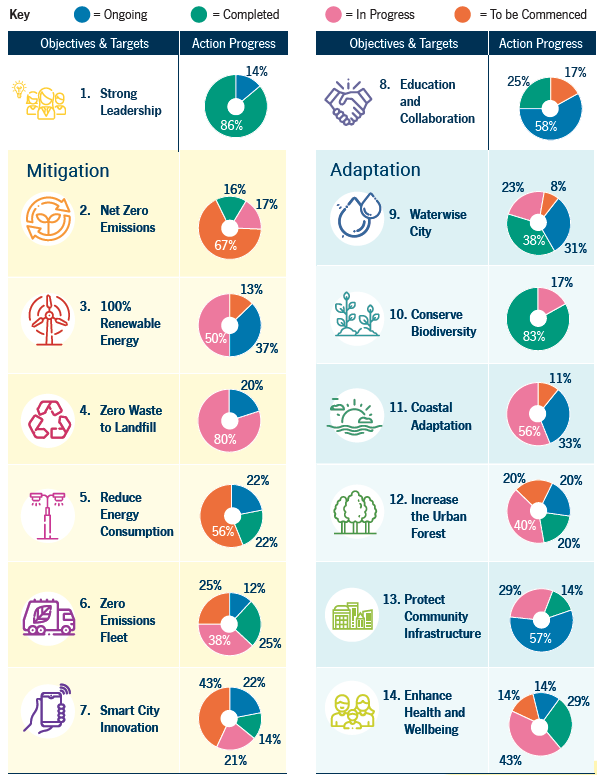 Key = Ongoing = Completed = In Progress = To be Commenced
Objectives & Targets Action Progress
1. Strong
Leadership
14%
86%
Mitigation
2. Net Zero
Emissions
16%
17%
67%
3. 100%
Renewable
Energy
13%
50%
37%
4. Zero Waste
to Landfill
20%
80%
5. Reduce
Energy
Consumption
22%
56%
22%
6. Zero
Emissions
Fleet
25% 12%
38%
25%
7. Smart City
Innovation
43% 22%
14%
21%
Objectives & Targets Action Progress
8. Education
and
Collaboration
17%
25%
58%
Adaptation
9. Waterwise
City
23% 8%
38%
31%
10. Conserve
Biodiversity
17%
83%
11. Coastal
Adaptation
11%
56%
33%
12. Increase
the Urban
Forest
20% 20%
40%
20%
13. Protect
Community
Infrastructure
29% 14%
57%
14. Enhance
Health and
Wellbeing
14%
14% 29%
43%